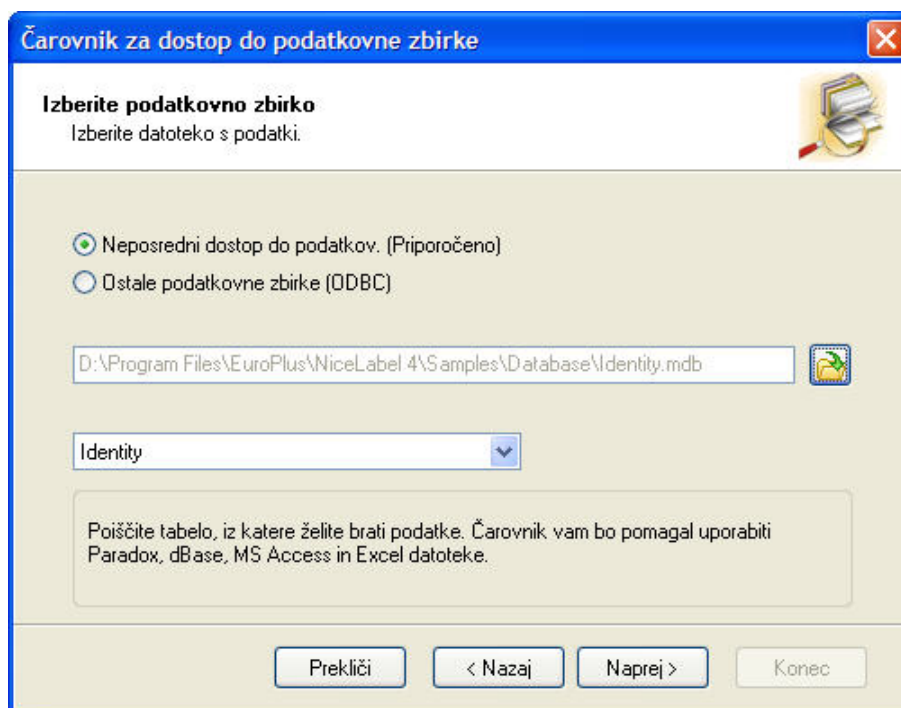 Čarovnik za dostop do podatkovne zbirke
Izberite podatkovno zbirko
Izberite datoteko s podatki.
Neposredni dostop do podatkov. (Priporočeno)
Ostale podatkovne zbirke (ODBC)
D:\Program Files\EuroPlus\NiceLabel 4\Samples\Database\Identity.mdb
Identity
Poiščite tabelo, iz katere želite brati podatke. Čarovnik vam bo pomagal uporabiti
Paradox, dBase, MS Access in Excel datoteke.
Prekliči < Nazaj Naprej > Konec